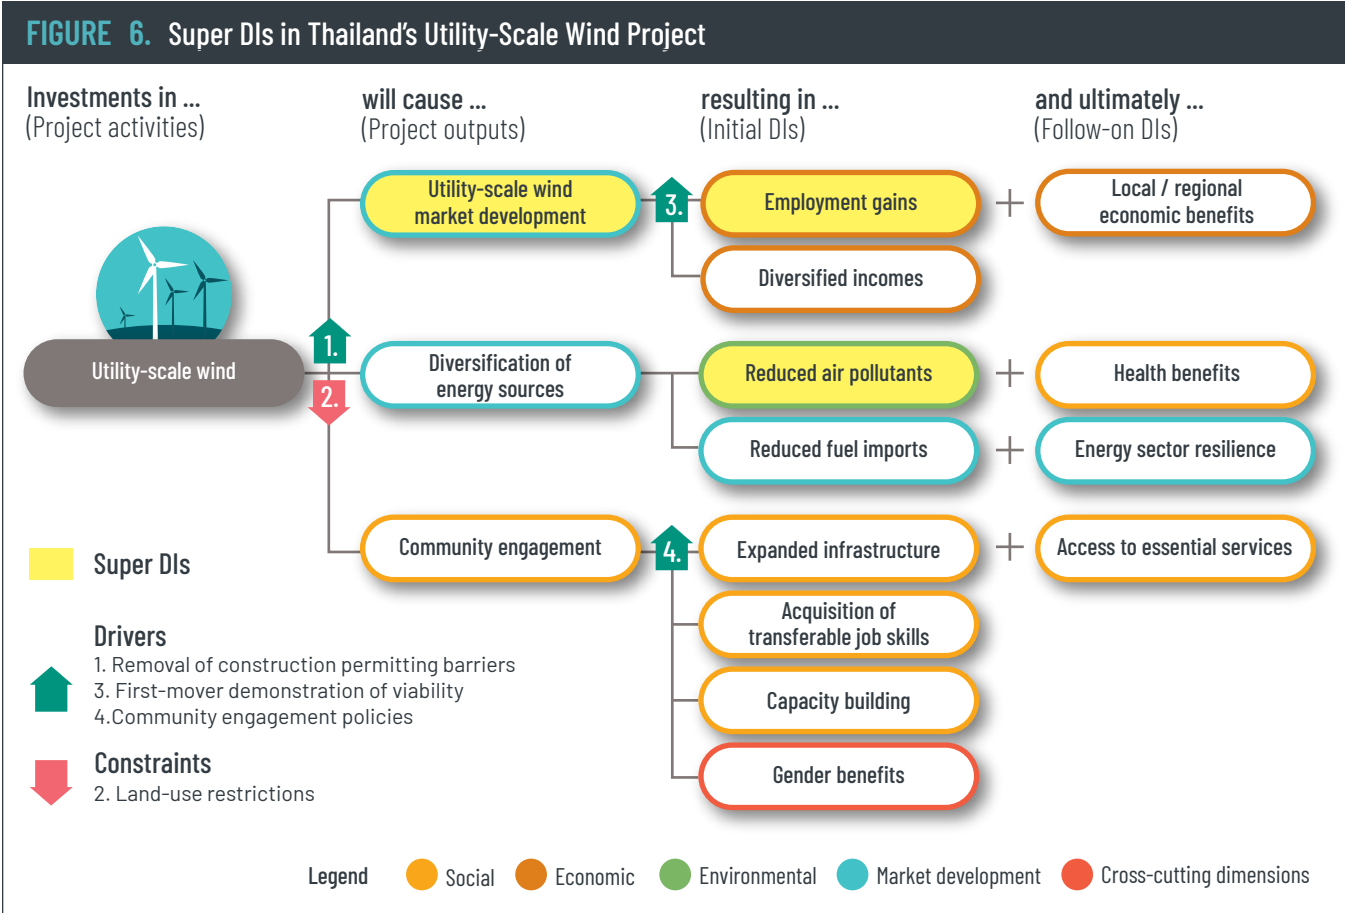 FIGURE 6. Super DIs in Thailand's Utility-Scale Wind Project
Investments in ...
(Project activities)
will cause ...
(Project outputs)
resulting in ...
(Initial DIs)
and ultimately ...
(Follow-on DIs)
Utility-scale wind
1.
2.
Utility-scale wind
market development
3.
Employment gains
+
Local / regional
economic benefits
Diversified incomes
Diversification of
energy sources
Reduced air pollutants
+
Health benefits
Reduced fuel imports
+
Energy sector resilience
Community engagement
4.
Expanded infrastructure
+
Access to essential services
Acquisition of
transferable job skills
Capacity building
Gender benefits
Super DIs
Drivers
1. Removal of construction permitting barriers
3. First-mover demonstration of viability
4.Community engagement policies
Constraints
2. Land-use restrictions
Legend
Social
Economic
Environmental
Market development
Cross-cutting dimensions